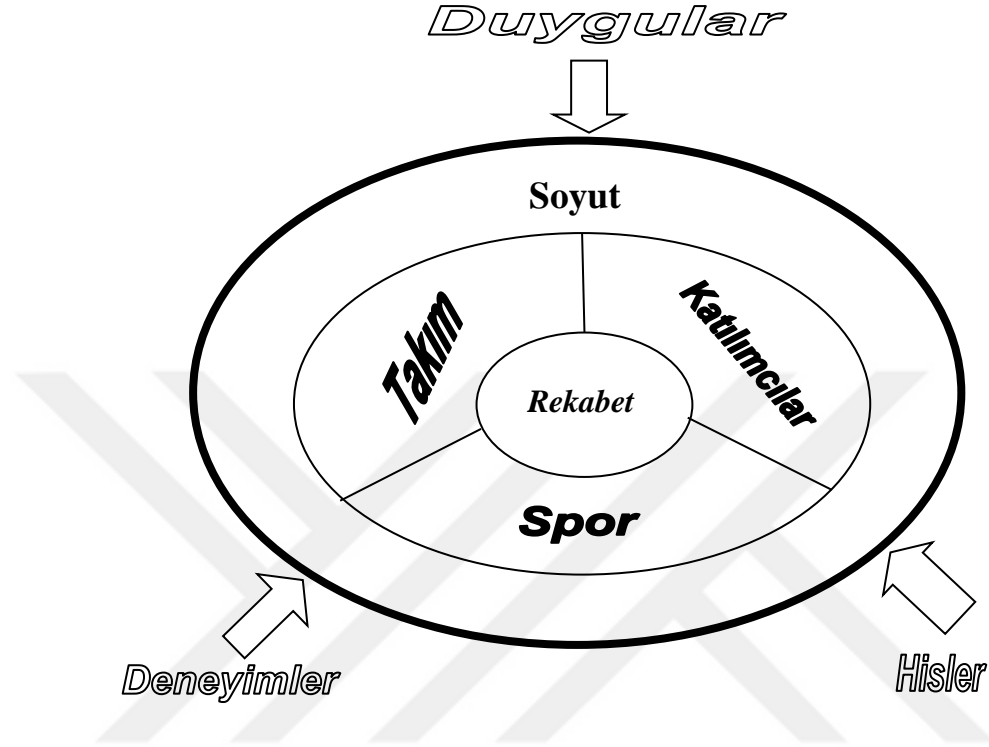 Duygular
Soyut
Takım
Katılımcılar
Rekabet
Spor
Deneyimler
Hisler